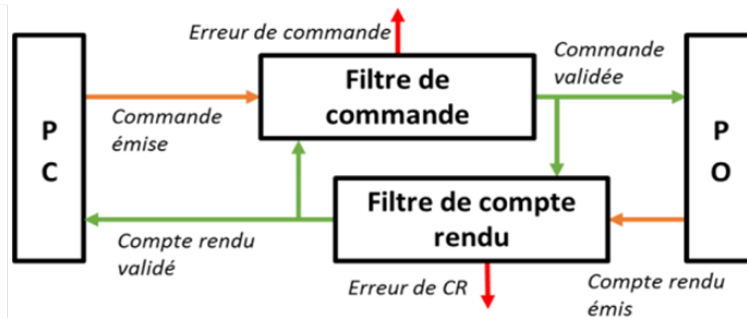 Erreur de commande
P
C
Commande
émise
Filtre de
commande
Commande
validée
P
O
Compte rendu
validé
Filtre de compte
rendu
Erreur de CR
Compte rendu
émis